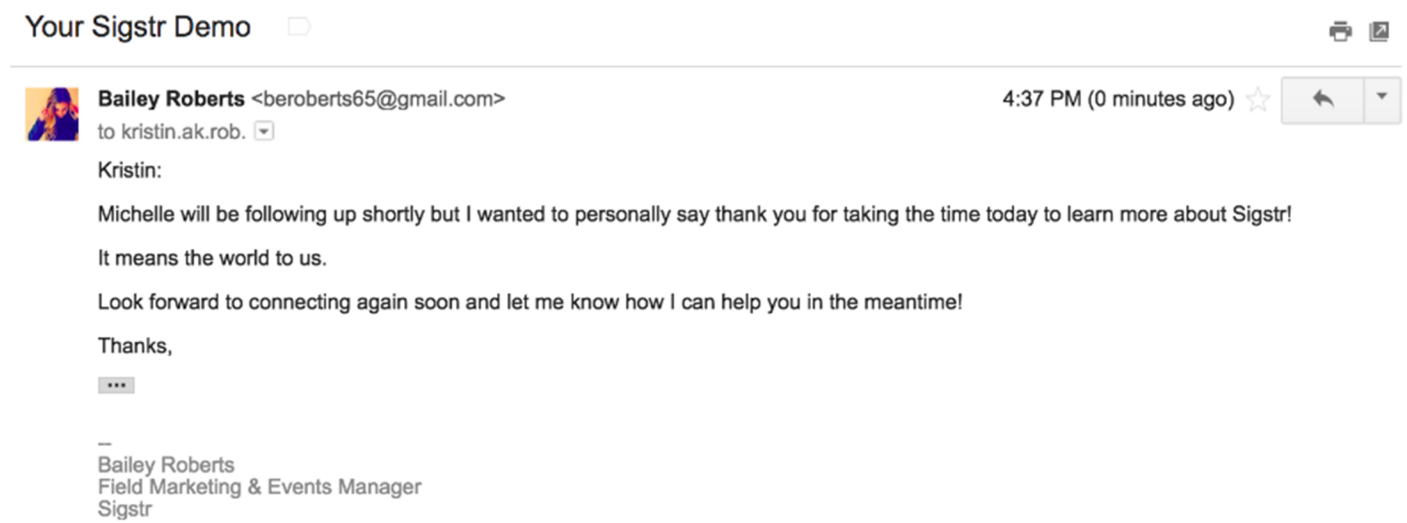 Your Sigstr Demo
Bailey Roberts <beroberts65@gmail.com>
4:37 PM (0 minutes ago)
to kristin.ak.rob.
Kristin:
Michelle will be following up shortly but I wanted to personally say thank you for taking the time today to learn more about Sigstr!
It means the world to us.
Look forward to connecting again soon and let me know how I can help you in the meantime!
Thanks,
•••
--
Bailey Roberts
Field Marketing & Events Manager
Sigstr